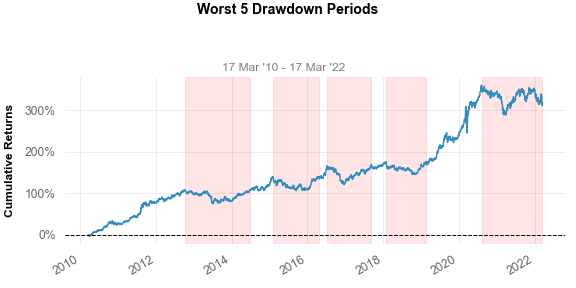 Worst 5 Drawdown Periods
17 Mar '10 - 17 Mar '22
Cumulative Returns
300%
200%
100%
0%
2010 2012 2014 2016 2018 2020 2022